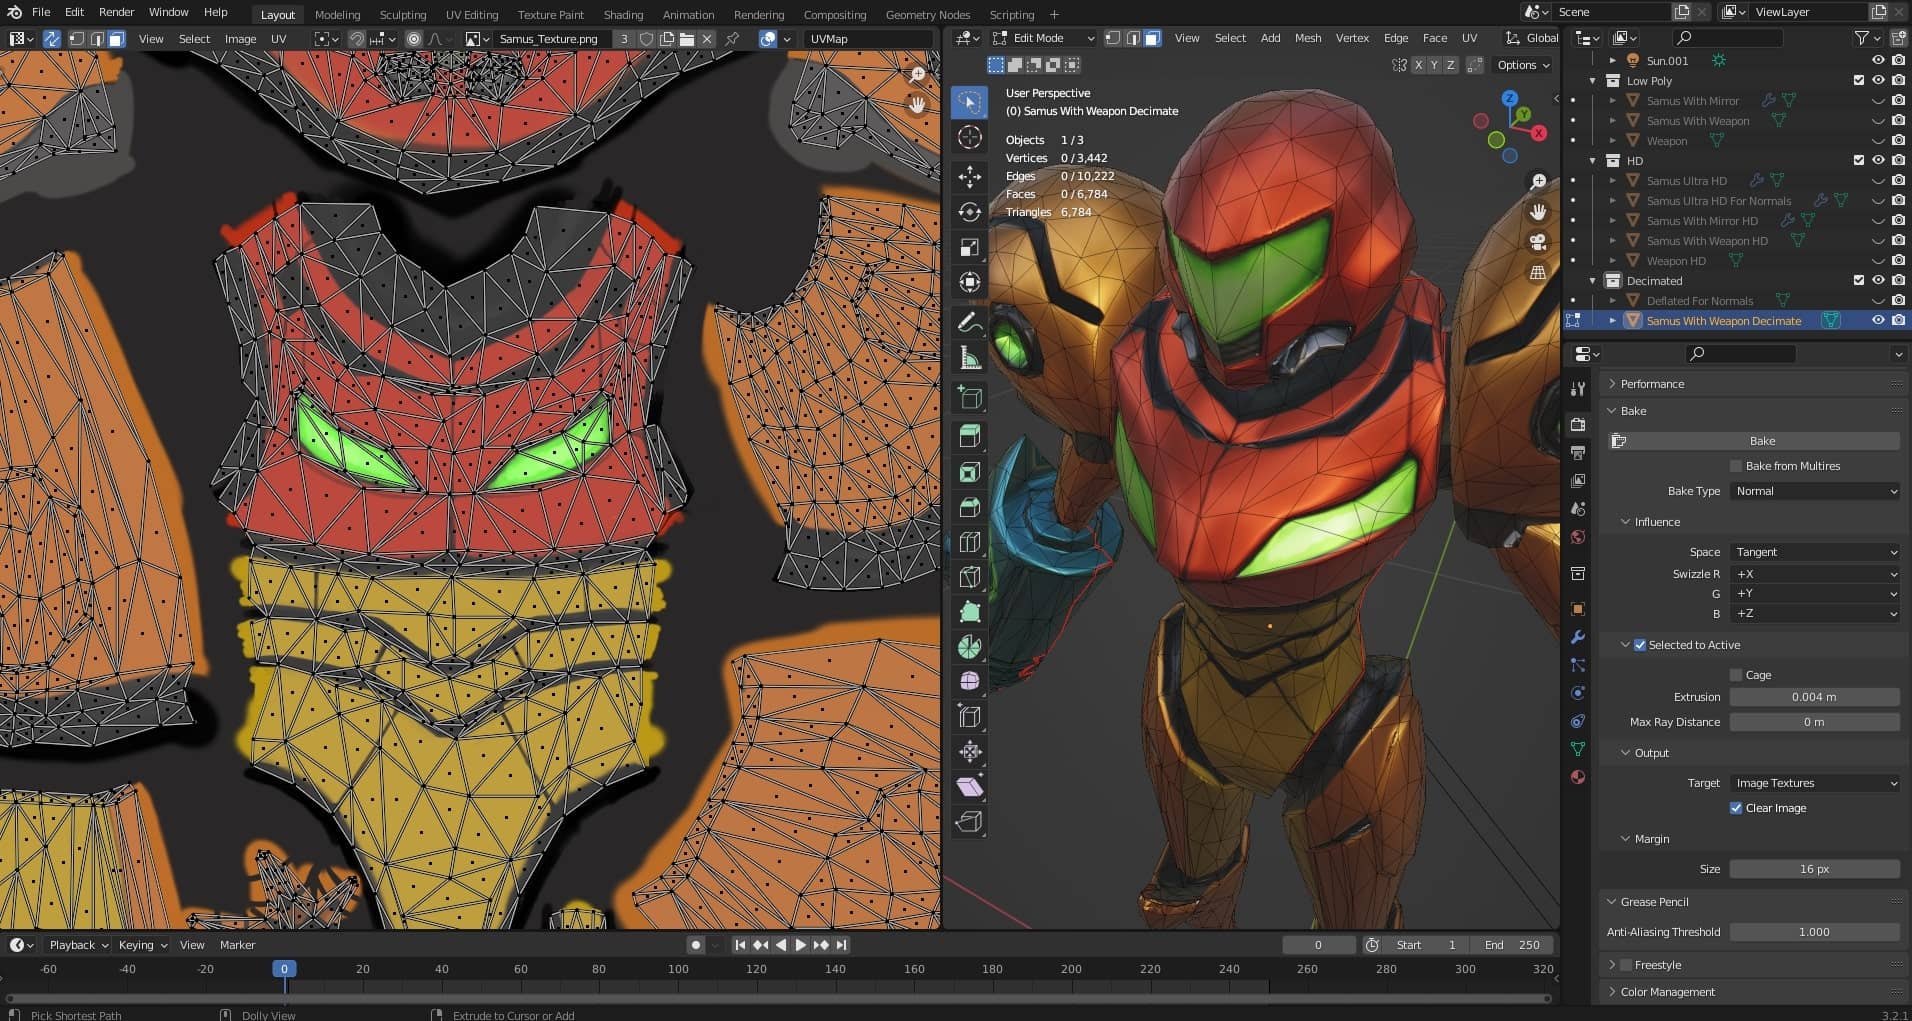 File Edit Render Window Help Layout Modeling Sculpting UV Editing Texture Paint Shading Animation Rendering Compositing Geometry Nodes Scripting + Scene ViewLayer
View Select Image UV Samus_Texture.png 3 UVMap
Edit Mode View Select Add Mesh Vertex Edge Face UV Global
X Y Z Options
User Perspective
(0) Samus With Weapon Decimate
Objects 1 / 3
Vertices 0 / 3,442
Edges 0 / 10,222
Faces 0 / 6,784
Triangles 6,784
Z
Y
X
Sun.001
Low Poly
Samus With Mirror
Samus With Weapon
Weapon
HD
Samus Ultra HD
Samus Ultra HD For Normals
Samus With Mirror HD
Samus With Weapon HD
Weapon HD
Decimated
Deflated For Normals
Samus With Weapon Decimate
Performance
Bake
Bake
Bake from Multires
Bake Type Normal
Influence
Space Tangent
Swizzle R +X
G +Y
B +Z
Selected to Active
Cage
Extrusion 0.004 m
Max Ray Distance 0 m
Output
Target Image Textures
Clear Image
Margin
Size 16 px
Grease Pencil
Anti-Aliasing Threshold 1.000
Freestyle
Color Management
Playback Keying View Marker 0 Start 1 End 250
-60 -40 -20 0 20 40 60 80 100 120 140 160 180 200 220 240 260 280 300 320
Pick Shortest Path Dolly View Extrude to Cursor or Add 3.2.1